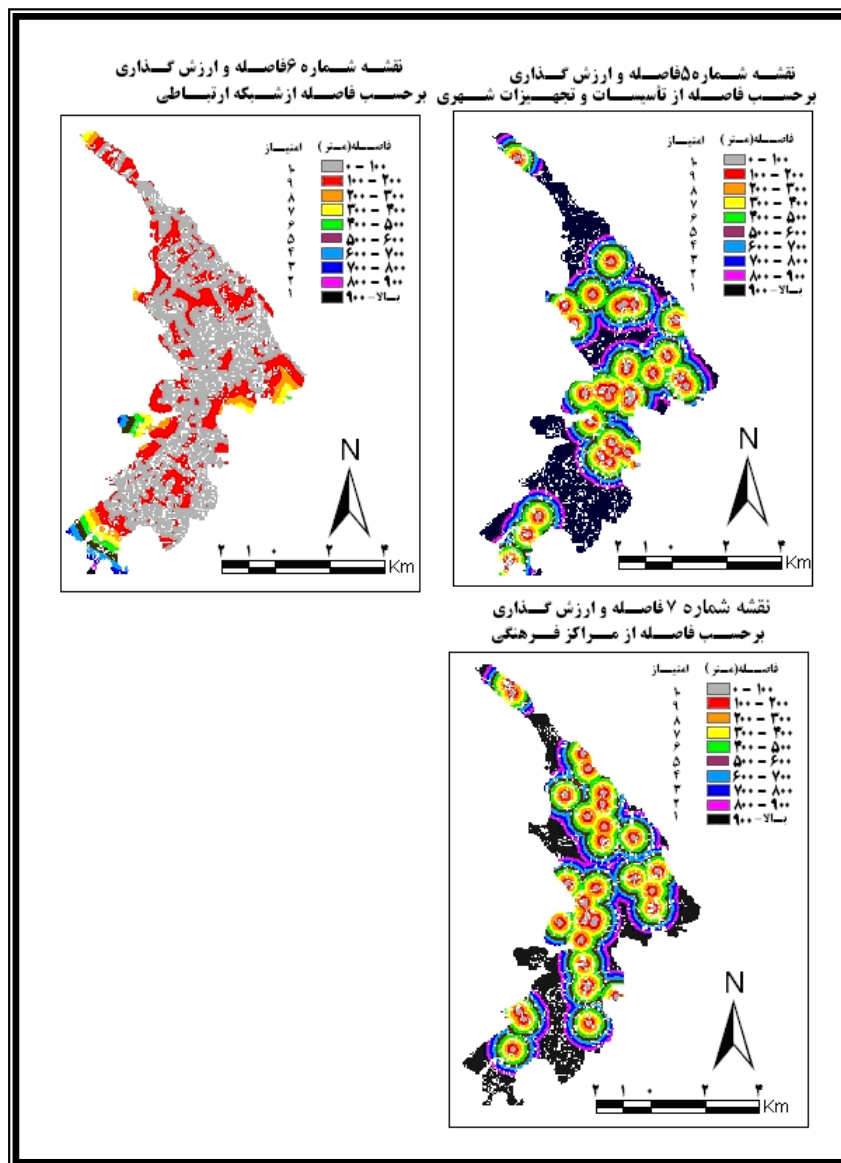 نقشه شماره ۵فاصله و ارزش گذاری
برحسب فاصله از تأسیسات و تجهیزات شهری
فاصله(متر) امتیاز
۰ - ۱۰۰ ۱۰
۱۰۰ - ۲۰۰ ۹
۲۰۰ - ۳۰۰ ۸
۳۰۰ - ۴۰۰ ۷
۴۰۰ - ۵۰۰ ۶
۵۰۰ - ۶۰۰ ۵
۶۰۰ - ۷۰۰ ۴
۷۰۰ - ۸۰۰ ۳
۸۰۰ - ۹۰۰ ۲
۹۰۰-بالا ۱
N
۲ ۱ ۰ ۲ ۴
Km
نقشه شماره ۶فاصله و ارزش گذاری
برحسب فاصله از شبکه ارتباطی
فاصله(متر) امتیاز
۰ - ۱۰۰ ۱۰
۱۰۰ - ۲۰۰ ۹
۲۰۰ - ۳۰۰ ۸
۳۰۰ - ۴۰۰ ۷
۴۰۰ - ۵۰۰ ۶
۵۰۰ - ۶۰۰ ۵
۶۰۰ - ۷۰۰ ۴
۷۰۰ - ۸۰۰ ۳
۸۰۰ - ۹۰۰ ۲
۹۰۰-بالا ۱
N
۲ ۱ ۰ ۲ ۴
Km
نقشه شماره ۷ فاصله و ارزش گذاری
برحسب فاصله از مراکز فرهنگی
فاصله(متر) امتیاز
۰ - ۱۰۰ ۱۰
۱۰۰ - ۲۰۰ ۹
۲۰۰ - ۳۰۰ ۸
۳۰۰ - ۴۰۰ ۷
۴۰۰ - ۵۰۰ ۶
۵۰۰ - ۶۰۰ ۵
۶۰۰ - ۷۰۰ ۴
۷۰۰ - ۸۰۰ ۳
۸۰۰ - ۹۰۰ ۲
۹۰۰-بالا ۱
N
۲ ۱ ۰ ۲ ۴
Km